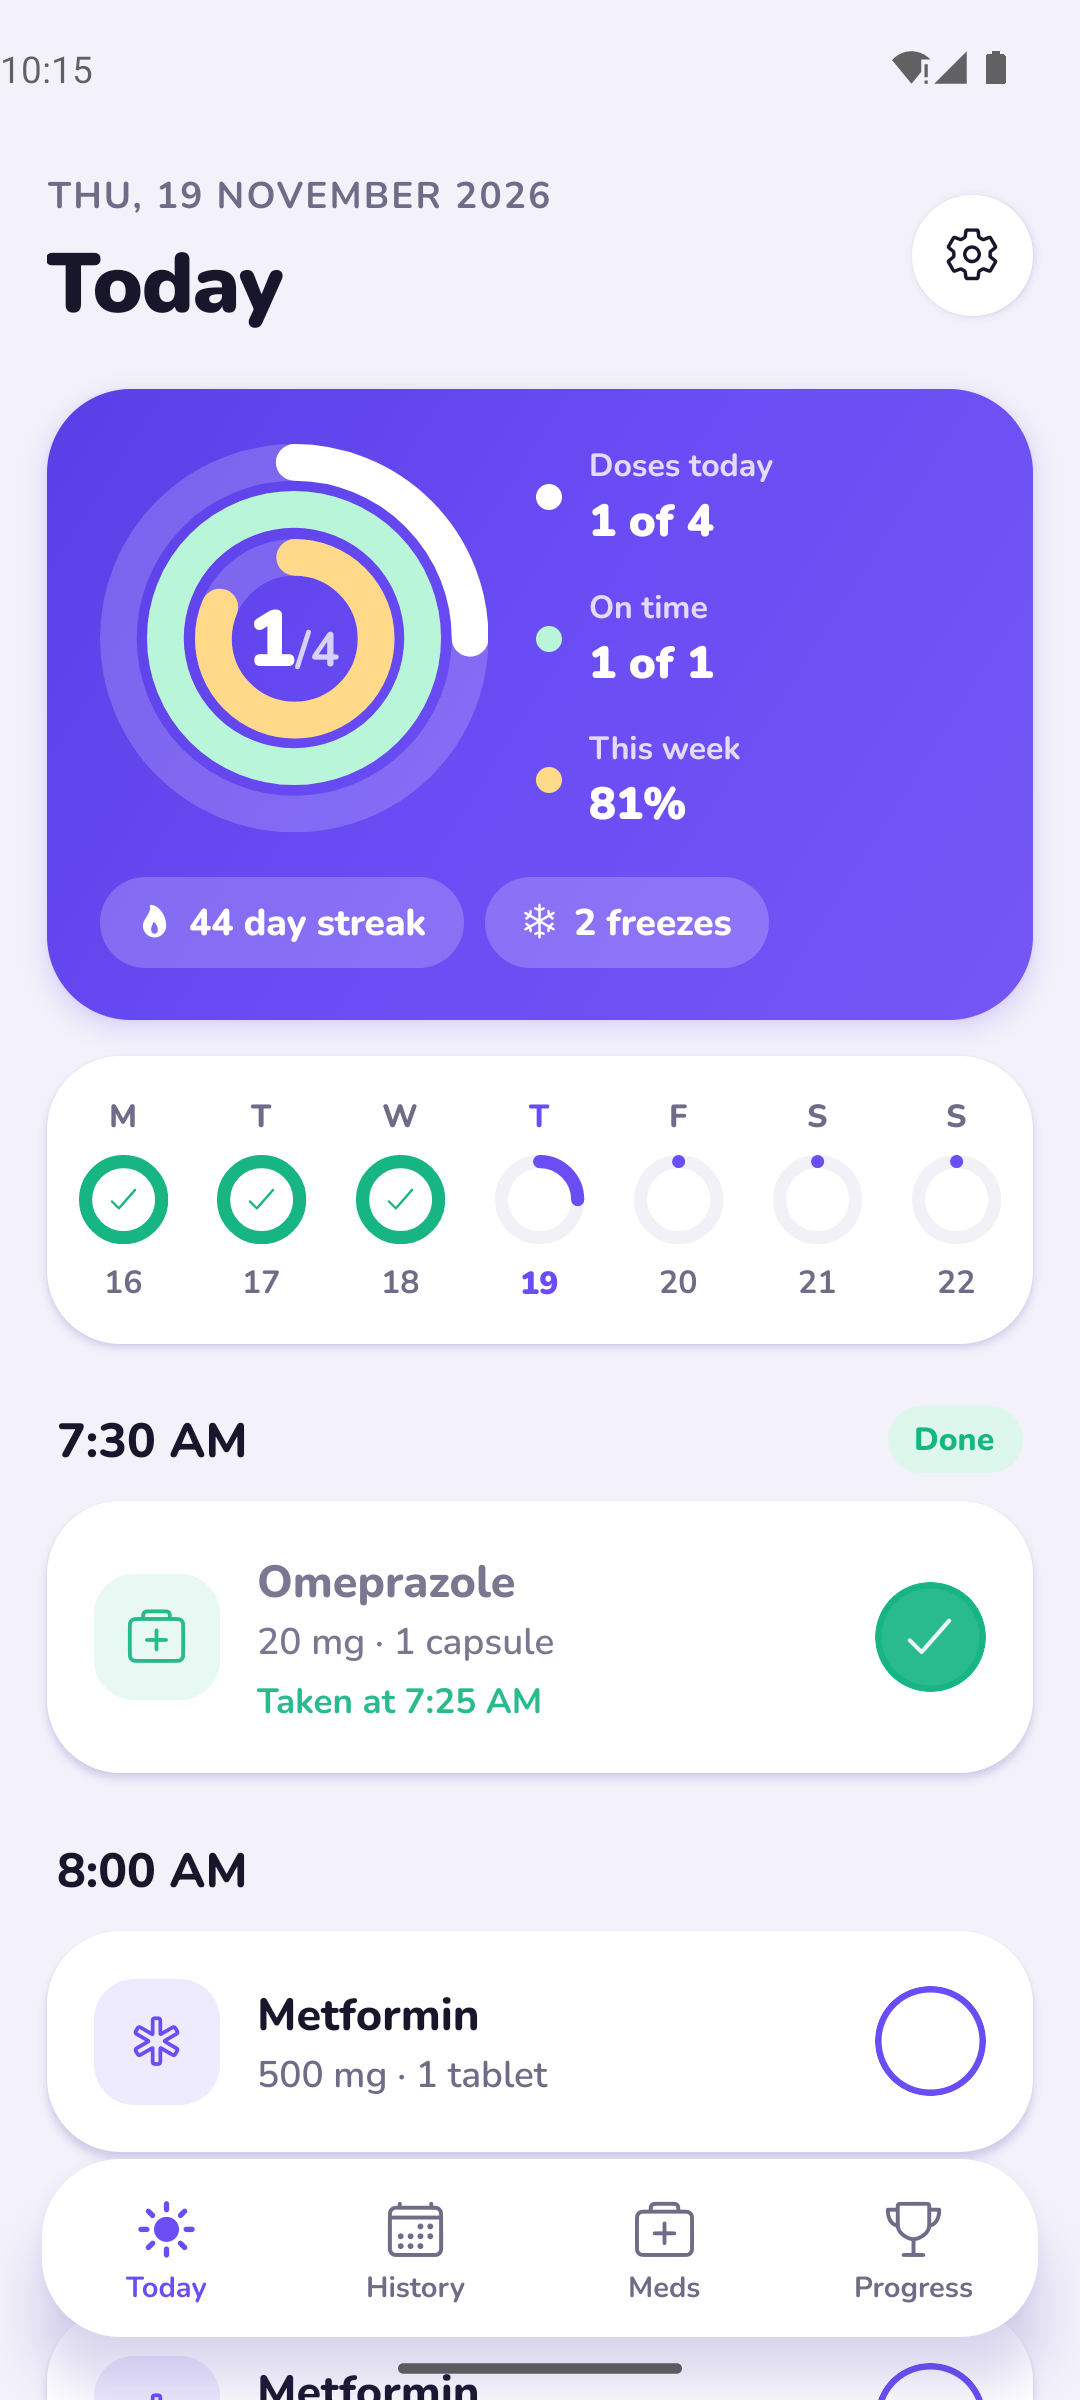 10:15
THU, 19 NOVEMBER 2026
Today
Doses today
1 of 4
On time
1 of 1
1/4
This week
81%
44 day streak
2 freezes
M T W T F S S
16 17 18 19 20 21 22
7:30 AM
Done
Omeprazole
20 mg · 1 capsule
Taken at 7:25 AM
8:00 AM
Metformin
500 mg · 1 tablet
Today
History
Meds
Progress
Metformin